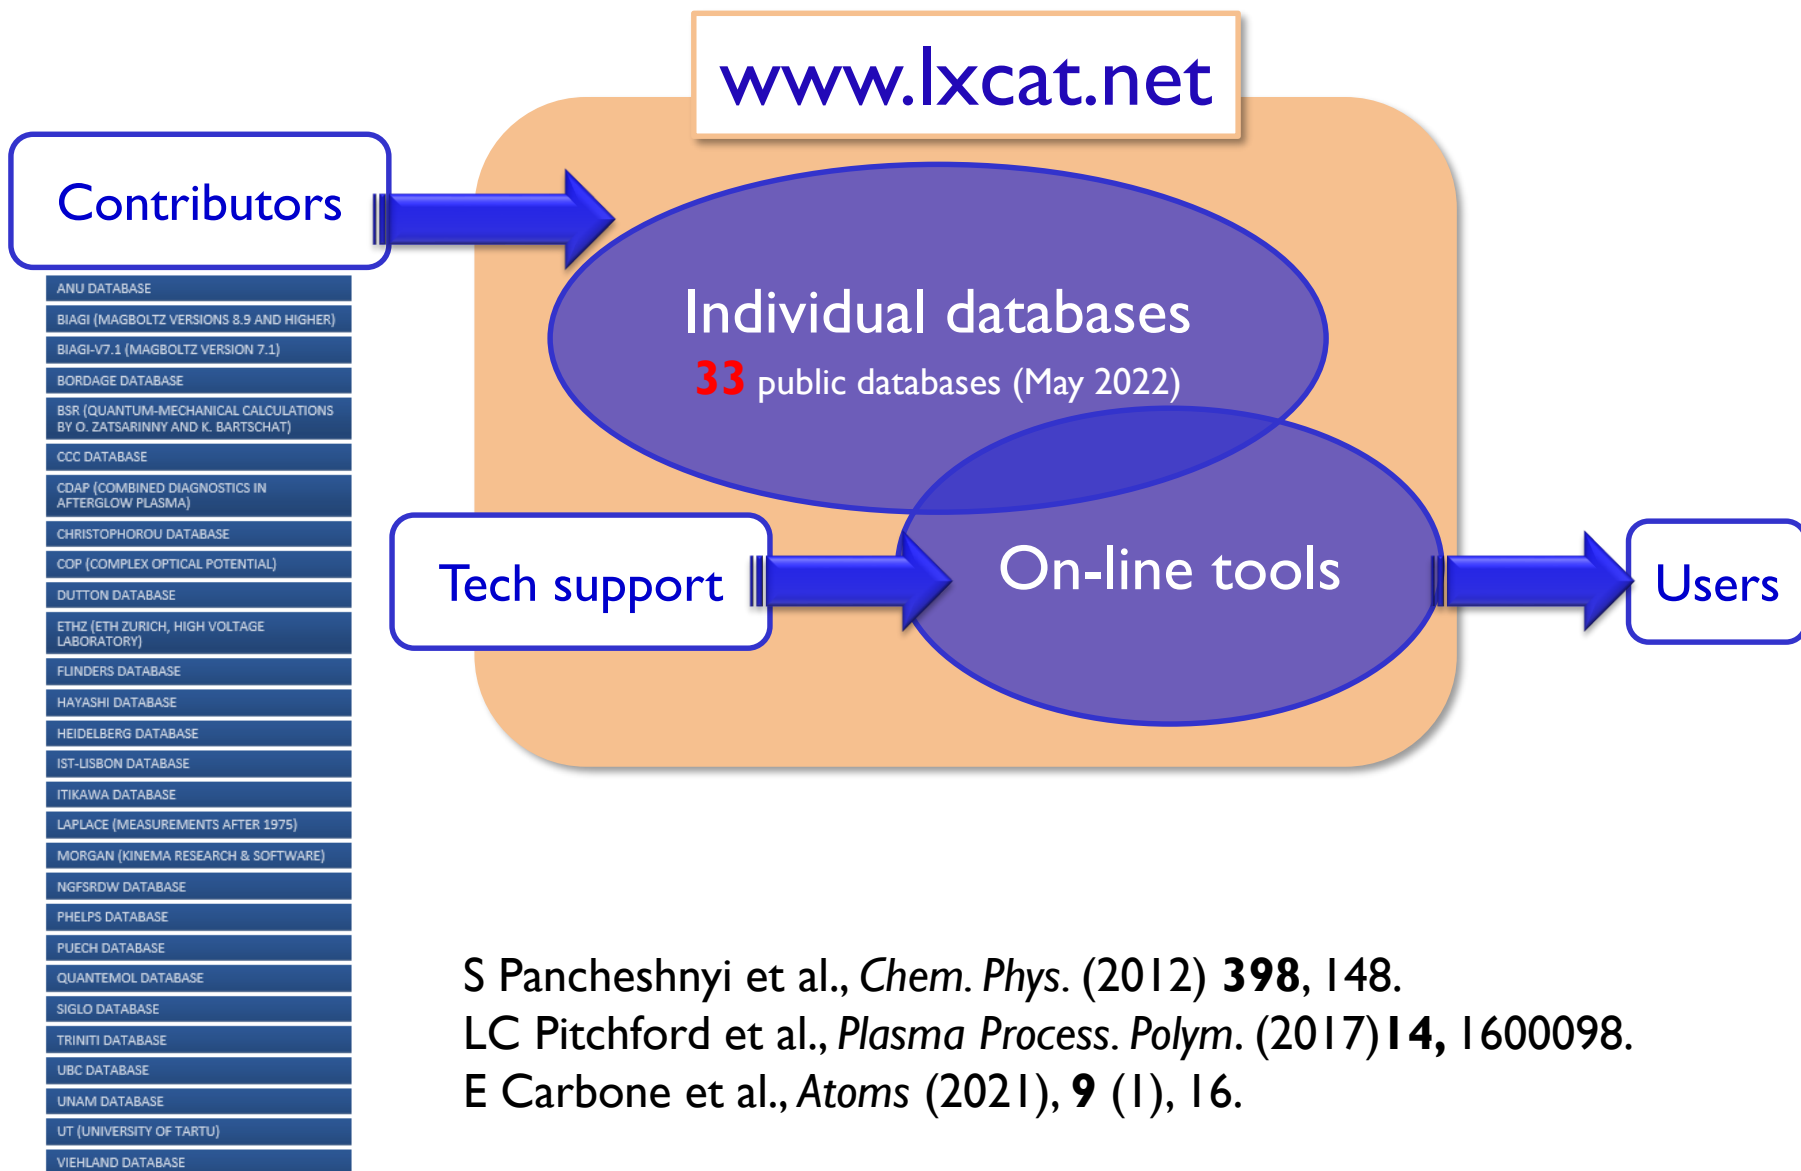 www.lxcat.net
Contributors
ANU DATABASE
BIAGI (MAGBOLTZ VERSIONS 8.9 AND HIGHER)
BIAGI-V7.1 (MAGBOLTZ VERSION 7.1)
BORDAGE DATABASE
BSR (QUANTUM-MECHANICAL CALCULATIONS
BY O. ZATSARINNY AND K. BARTSCHAT)
CCC DATABASE
CDAP (COMBINED DIAGNOSTICS IN
AFTERGLOW PLASMA)
CHRISTOPHOROU DATABASE
COP (COMPLEX OPTICAL POTENTIAL)
DUTTON DATABASE
ETHZ (ETH ZURICH, HIGH VOLTAGE
LABORATORY)
FLINDERS DATABASE
HAYASHI DATABASE
HEIDELBERG DATABASE
IST-LISBON DATABASE
ITIKAWA DATABASE
LAPLACE (MEASUREMENTS AFTER 1975)
MORGAN (KINEMA RESEARCH & SOFTWARE)
NGFSRDW DATABASE
PHELPS DATABASE
PUECH DATABASE
QUANTEMOL DATABASE
SIGLO DATABASE
TRINITI DATABASE
UBC DATABASE
UNAM DATABASE
UT (UNIVERSITY OF TARTU)
VIEHLAND DATABASE
Individual databases
33 public databases (May 2022)
Tech support
On-line tools
Users
S Pancheshnyi et al., Chem. Phys. (2012) 398, 148.
LC Pitchford et al., Plasma Process. Polym. (2017)14, 1600098.
E Carbone et al., Atoms (2021), 9 (1), 16.